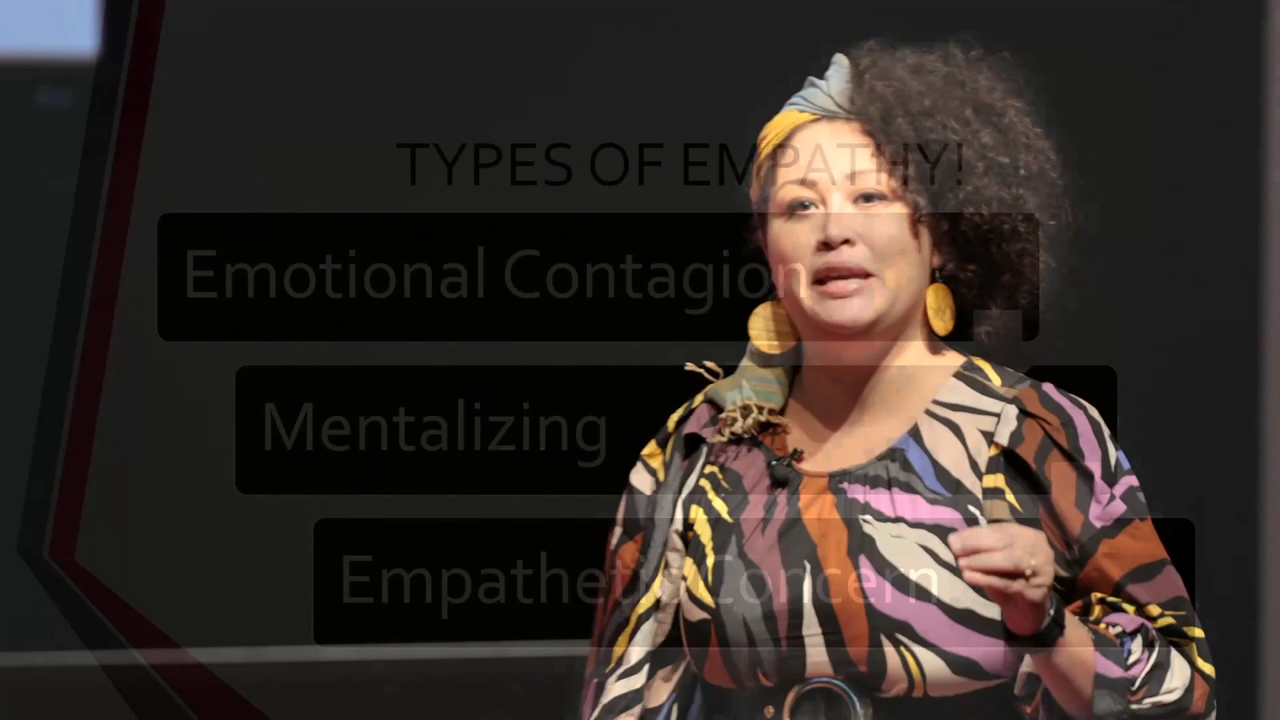 TYPES OF EMPATHY!
Emotional Contagion
Mentalizing
Empathetic Concern